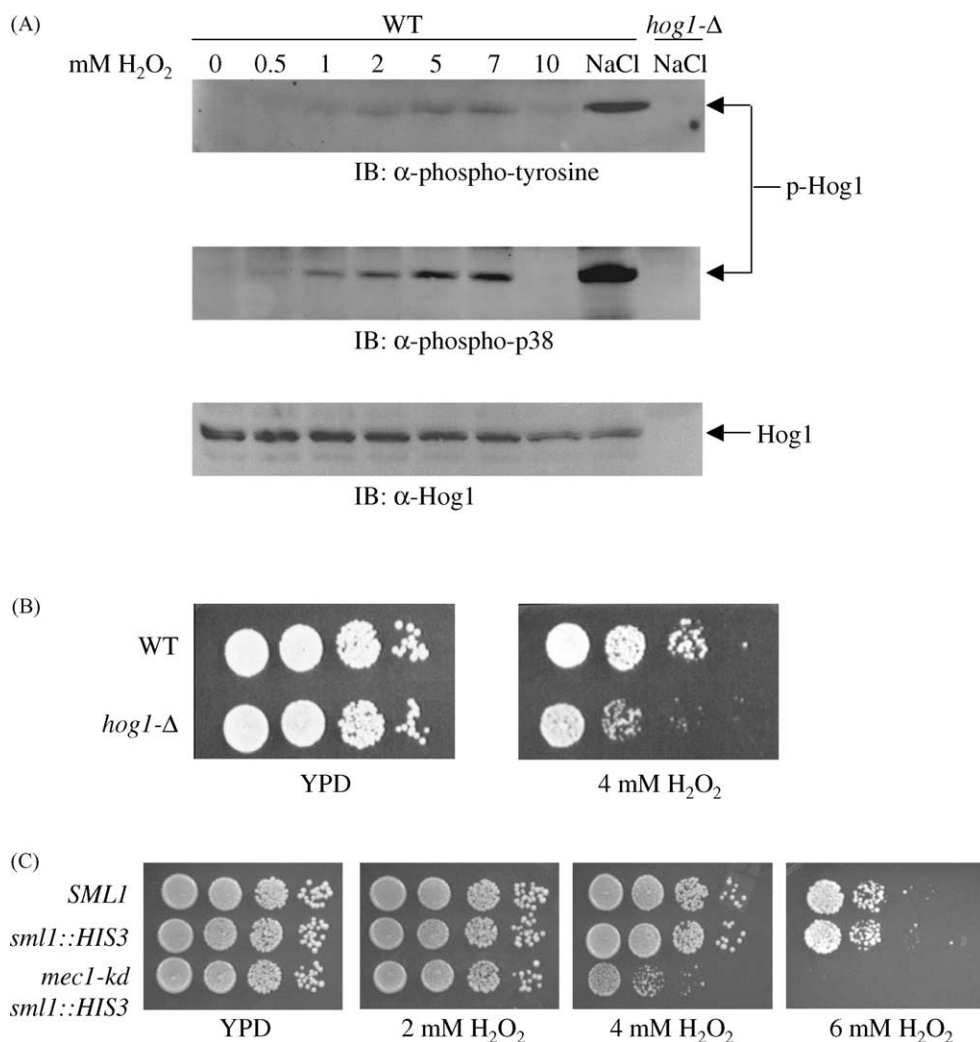 (A)
WT hog1-Δ
mM H₂O₂ 0 0.5 1 2 5 7 10 NaCl NaCl
IB: α-phospho-tyrosine
p-Hog1
IB: α-phospho-p38
Hog1
IB: α-Hog1
(B)
WT
hog1-Δ
YPD 4 mM H₂O₂
(C)
SML1
sml1::HIS3
mec1-kd
sml1::HIS3
YPD 2 mM H₂O₂ 4 mM H₂O₂ 6 mM H₂O₂